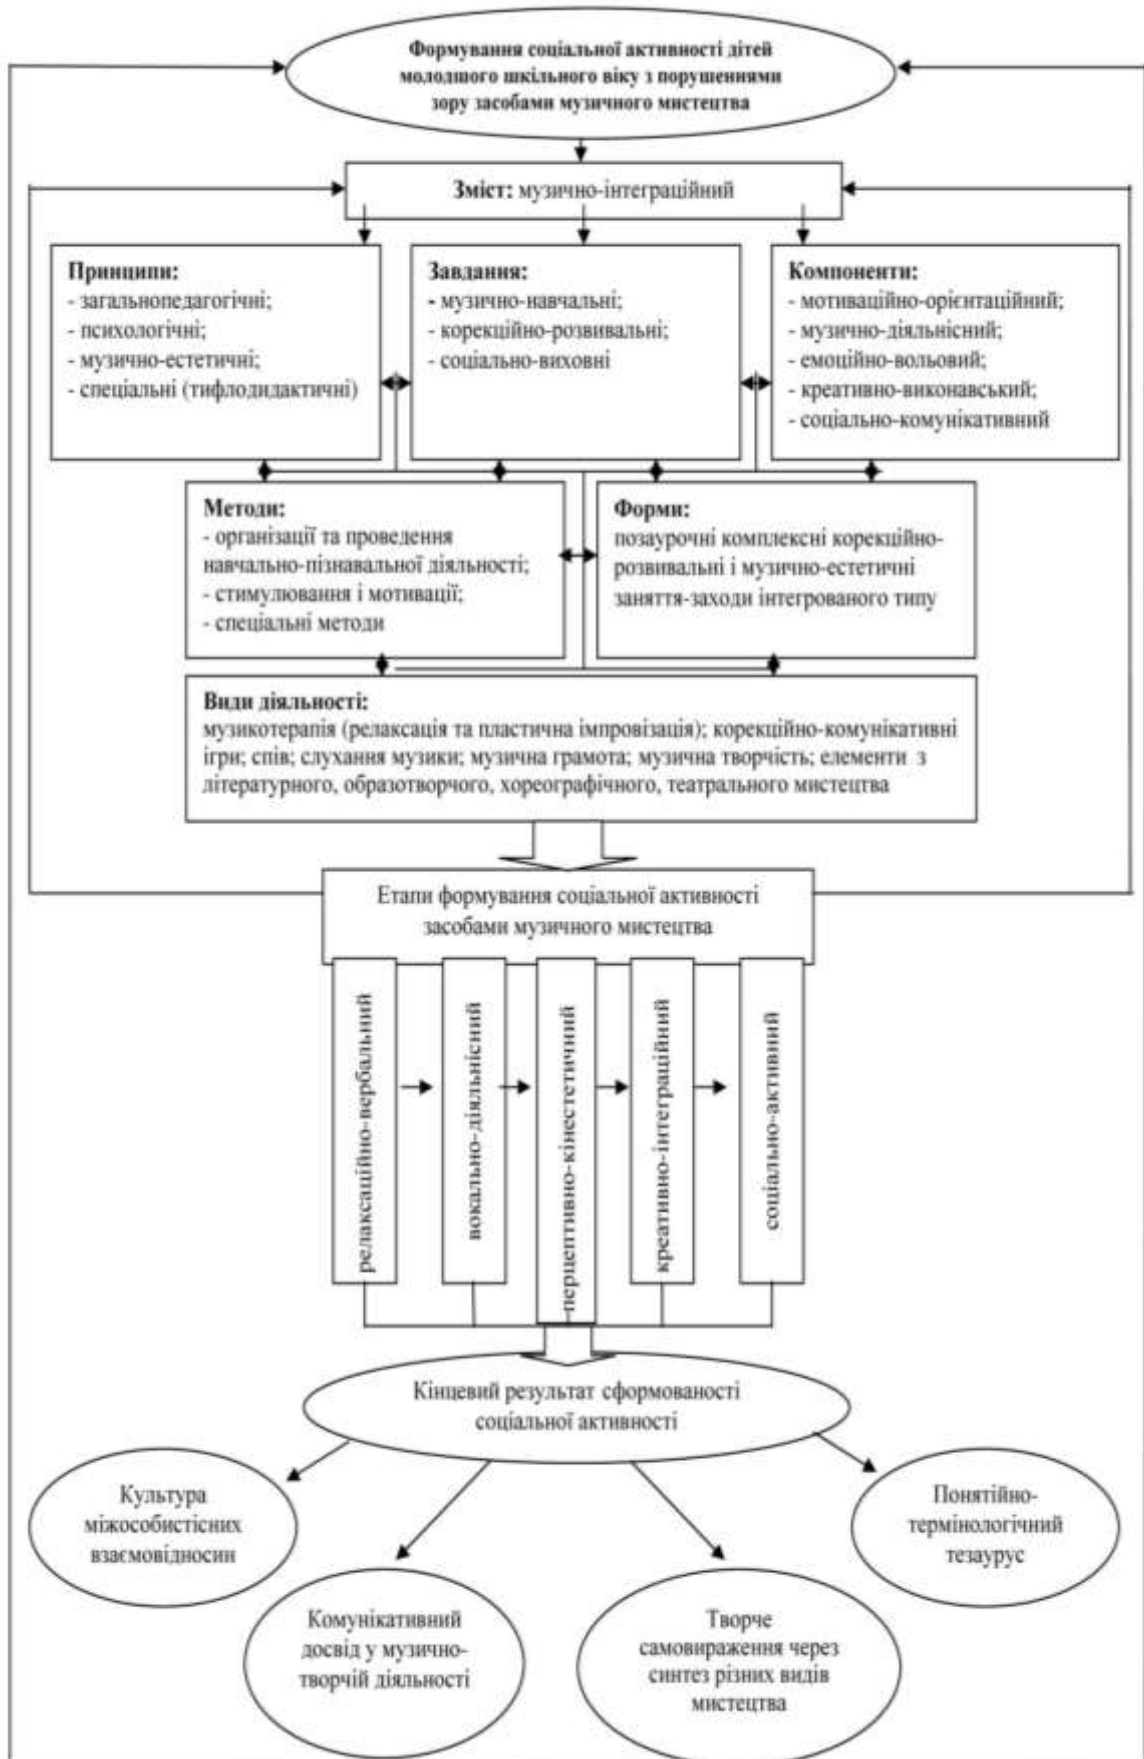 Формування соціальної активності дітей
молодшого шкільного віку з порушеннями
зору засобами музичного мистецтва
Зміст: музично-інтеграційний
Принципи:
- загальнопедагогічні;
- психологічні;
- музично-естетичні;
- спеціальні (тифлодидактичні)
Завдання:
- музично-навчальні;
- корекційно-розвивальні;
- соціально-виховні
Компоненти:
- мотиваційно-орієнтаційний;
- музично-діяльнісний;
- емоційно-вольовий;
- креативно-виконавський;
- соціально-комунікативний
Методи:
- організації та проведення
навчально-пізнавальної діяльності;
- стимулювання і мотивації;
- спеціальні методи
Форми:
позаурочні комплексні корекційно-
розвивальні і музично-естетичні
заняття-заходи інтегрованого типу
Види діяльності:
музикотерапія (релаксація та пластична імпровізація); корекційно-комунікативні
ігри; спів; слухання музики; музична грамота; музична творчість; елементи з
літературного, образотворчого, хореографічного, театрального мистецтва
Етапи формування соціальної активності
засобами музичного мистецтва
релаксаційно-вербальний
вокально-діяльнісний
перцептивно-кінестетичний
креативно-інтеграційний
соціально-активний
Кінцевий результат сформованості
соціальної активності
Культура
міжособистісних
взаємовідносин
Комунікативний
досвід у музично-
творчій діяльності
Творче
самовираження через
синтез різних видів
мистецтва
Понятійно-
термінологічний
тезаурус